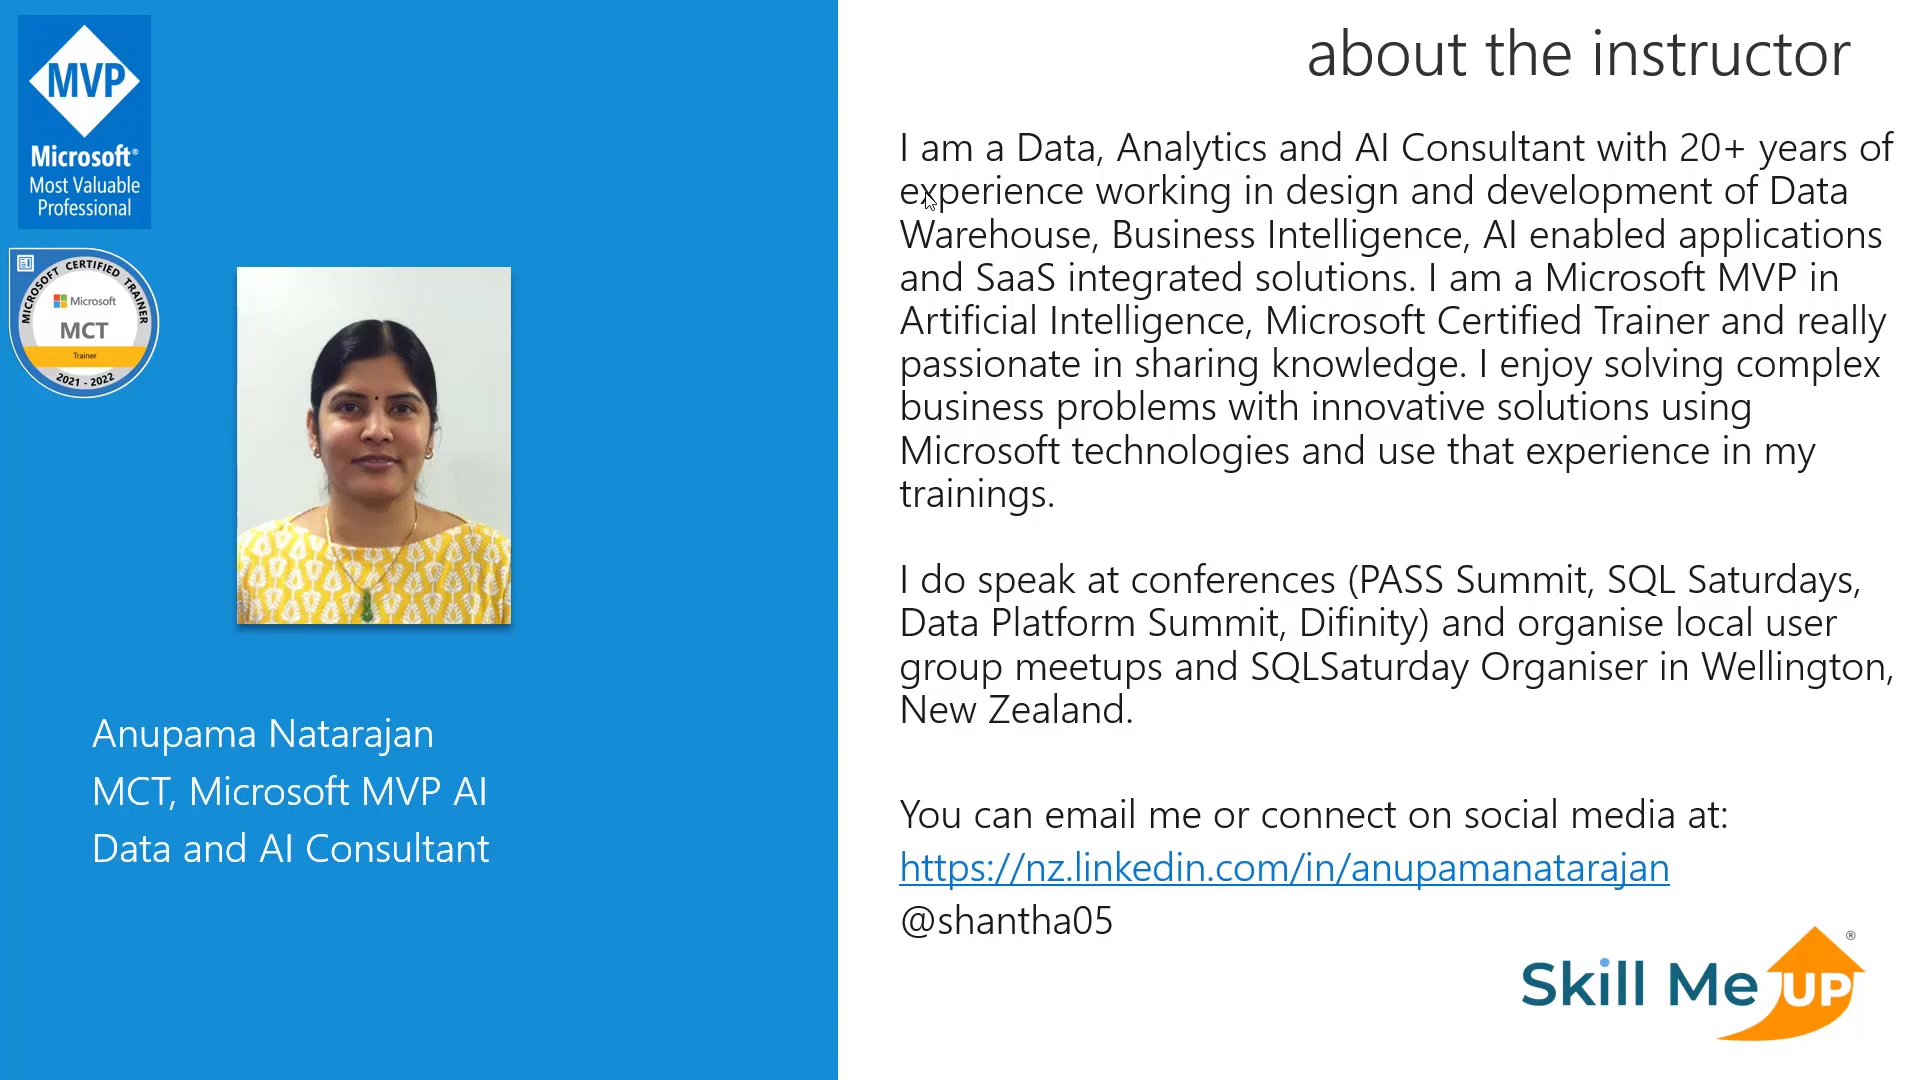 MVP
Microsoft®
Most Valuable
Professional
MICROSOFT CERTIFIED TRAINER
Microsoft
MCT
Trainer
2021 - 2022
Anupama Natarajan
MCT, Microsoft MVP AI
Data and AI Consultant
about the instructor
I am a Data, Analytics and AI Consultant with 20+ years of
experience working in design and development of Data
Warehouse, Business Intelligence, AI enabled applications
and SaaS integrated solutions. I am a Microsoft MVP in
Artificial Intelligence, Microsoft Certified Trainer and really
passionate in sharing knowledge. I enjoy solving complex
business problems with innovative solutions using
Microsoft technologies and use that experience in my
trainings.
I do speak at conferences (PASS Summit, SQL Saturdays,
Data Platform Summit, Difinity) and organise local user
group meetups and SQLSaturday Organiser in Wellington,
New Zealand.
You can email me or connect on social media at:
https://nz.linkedin.com/in/anupamanatarajan
@shantha05
Skill Me UP ®